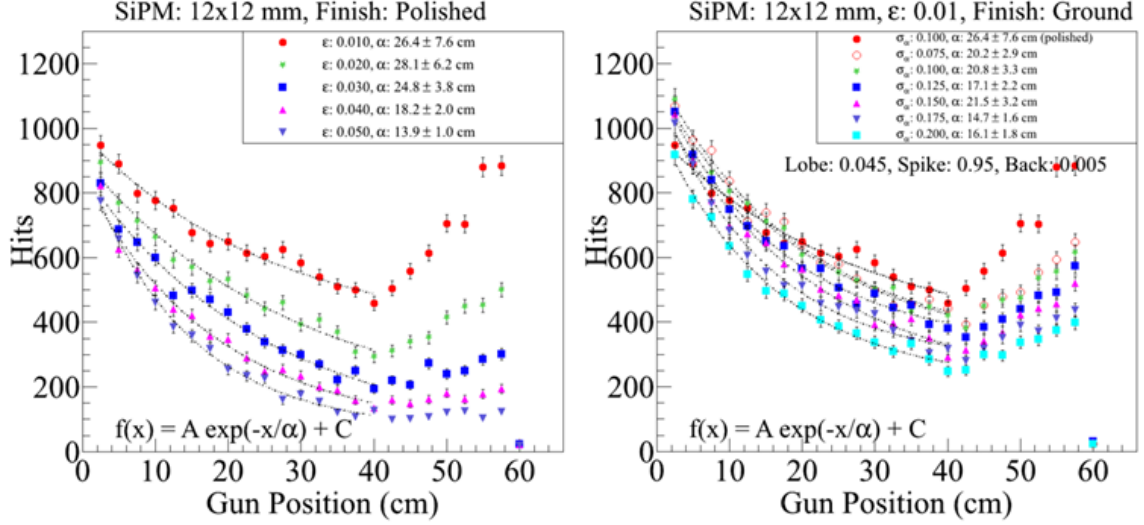 SiPM: 12x12 mm, Finish: Polished
ε: 0.010, α: 26.4 ± 7.6 cm
ε: 0.020, α: 28.1 ± 6.2 cm
ε: 0.030, α: 24.8 ± 3.8 cm
ε: 0.040, α: 18.2 ± 2.0 cm
ε: 0.050, α: 13.9 ± 1.0 cm
Hits
1200
1000
800
600
400
200
0
f(x) = A exp(-x/α) + C
0 10 20 30 40 50 60
Gun Position (cm)
SiPM: 12x12 mm, ε: 0.01, Finish: Ground
σα: 0.100, α: 26.4 ± 7.6 cm (polished)
σα: 0.075, α: 20.2 ± 2.9 cm
σα: 0.100, α: 20.8 ± 3.3 cm
σα: 0.125, α: 17.1 ± 2.2 cm
σα: 0.150, α: 21.5 ± 3.2 cm
σα: 0.175, α: 14.7 ± 1.6 cm
σα: 0.200, α: 16.1 ± 1.8 cm
Lobe: 0.045, Spike: 0.95, Back: 0.005
Hits
1200
1000
800
600
400
200
0
f(x) = A exp(-x/α) + C
0 10 20 30 40 50 60
Gun Position (cm)